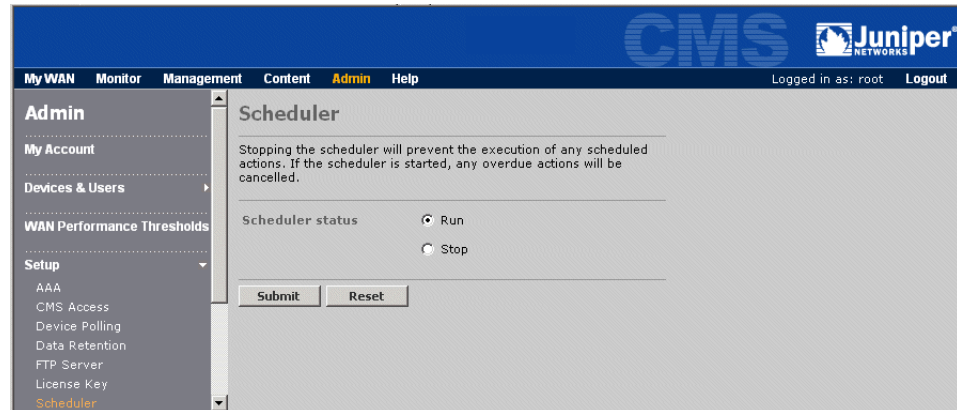 CMS
Juniper
NETWORKS
My WAN Monitor Management Content Admin Help
Logged in as: root Logout
Admin
My Account
Devices & Users
WAN Performance Thresholds
Setup
AAA
CMS Access
Device Polling
Data Retention
FTP Server
License Key
Scheduler
Scheduler
Stopping the scheduler will prevent the execution of any scheduled
actions. If the scheduler is started, any overdue actions will be
cancelled.
Scheduler status
Run
Stop
Submit Reset